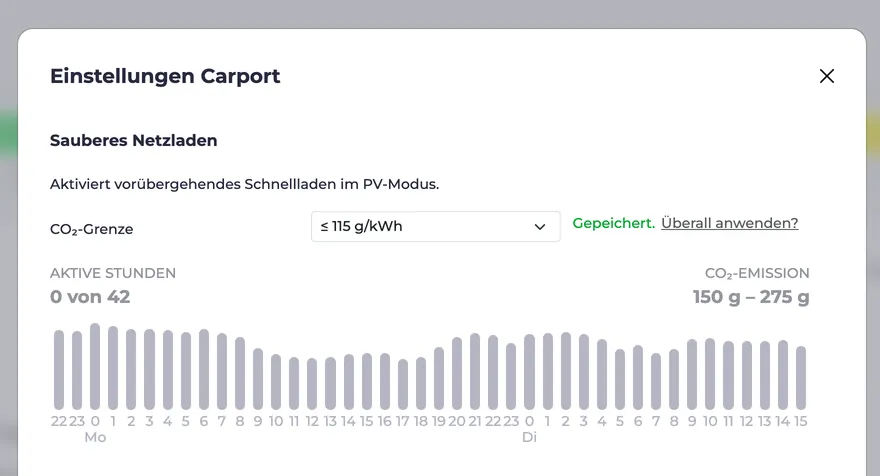 Einstellungen Carport
Sauberes Netzladen
Aktiviert vorübergehendes Schnellladen im PV-Modus.
CO₂-Grenze
≤ 115 g/kWh
Gepeichert. Überall anwenden?
AKTIVE STUNDEN
CO₂-EMISSION
0 von 42
150 g – 275 g
22 23 0 1 2 3 4 5 6 7 8 9 10 11 12 13 14 15 16 17 18 19 20 21 22 23 0 1 2 3 4 5 6 7 8 9 10 11 12 13 14 15
Mo Di